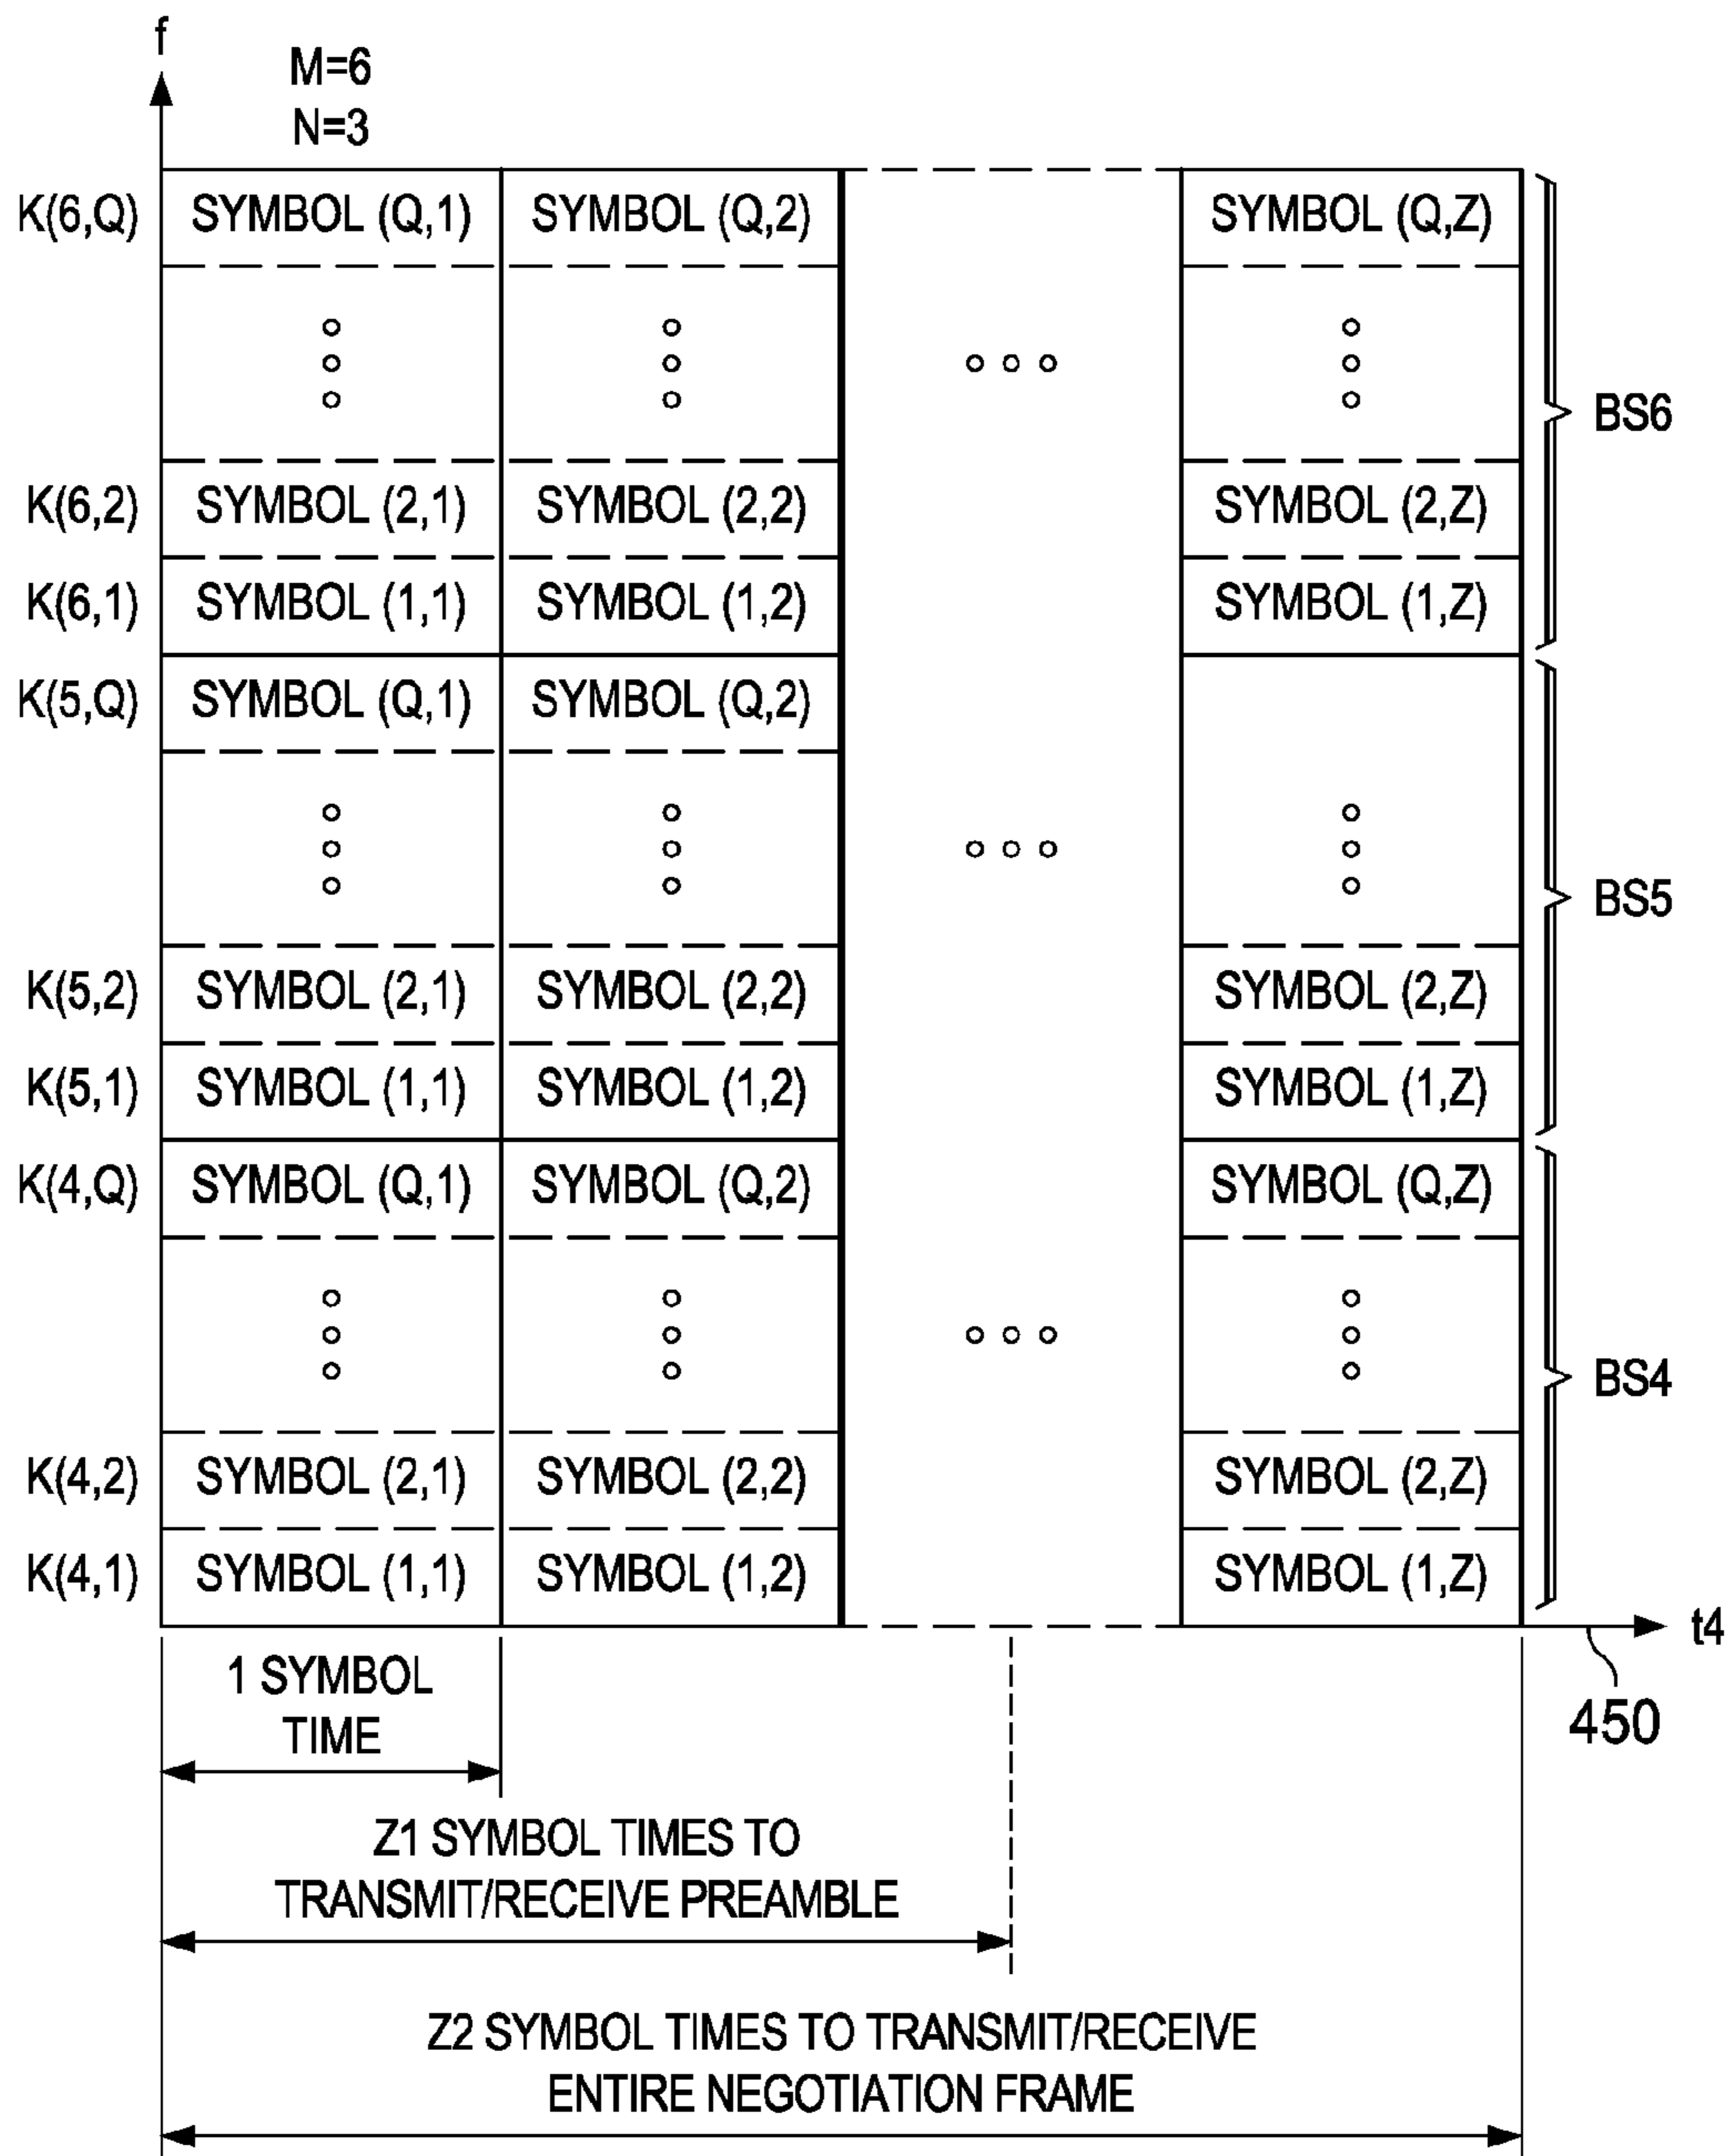 f
M=6
N=3
K(6,Q) SYMBOL (Q,1) SYMBOL (Q,2) SYMBOL (Q,Z)
BS6
K(6,2) SYMBOL (2,1) SYMBOL (2,2) SYMBOL (2,Z)
K(6,1) SYMBOL (1,1) SYMBOL (1,2) SYMBOL (1,Z)
K(5,Q) SYMBOL (Q,1) SYMBOL (Q,2)
BS5
K(5,2) SYMBOL (2,1) SYMBOL (2,2) SYMBOL (2,Z)
K(5,1) SYMBOL (1,1) SYMBOL (1,2) SYMBOL (1,Z)
K(4,Q) SYMBOL (Q,1) SYMBOL (Q,2) SYMBOL (Q,Z)
BS4
K(4,2) SYMBOL (2,1) SYMBOL (2,2) SYMBOL (2,Z)
K(4,1) SYMBOL (1,1) SYMBOL (1,2) SYMBOL (1,Z)
t4
450
1 SYMBOL
TIME
Z1 SYMBOL TIMES TO
TRANSMIT/RECEIVE PREAMBLE
Z2 SYMBOL TIMES TO TRANSMIT/RECEIVE
ENTIRE NEGOTIATION FRAME